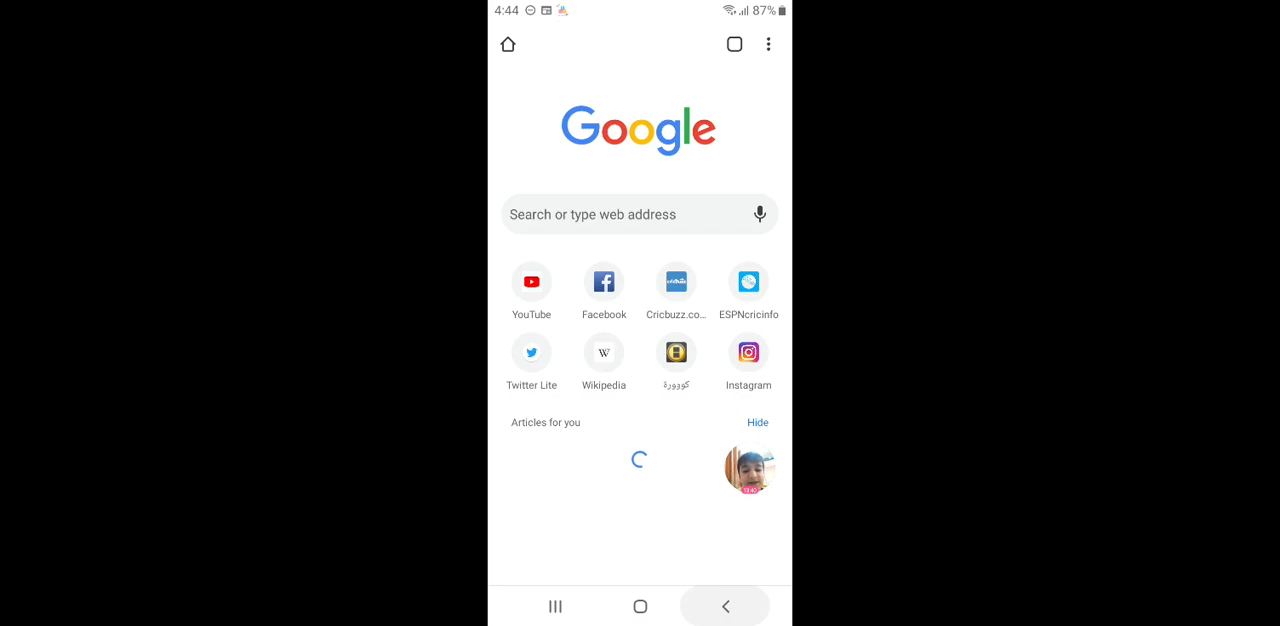 4:44 87%
Google
Search or type web address
YouTube Facebook Cricbuzz.co... ESPNcricinfo
W
Twitter Lite Wikipedia كووورة Instagram
Articles for you Hide